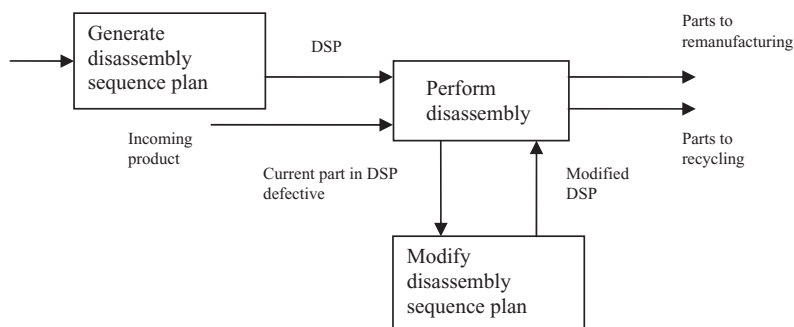 Generate
disassembly
sequence plan
DSP
Parts to
remanufacturing
Perform
disassembly
Incoming
product
Parts to
recycling
Current part in DSP
defective
Modified
DSP
Modify
disassembly
sequence plan